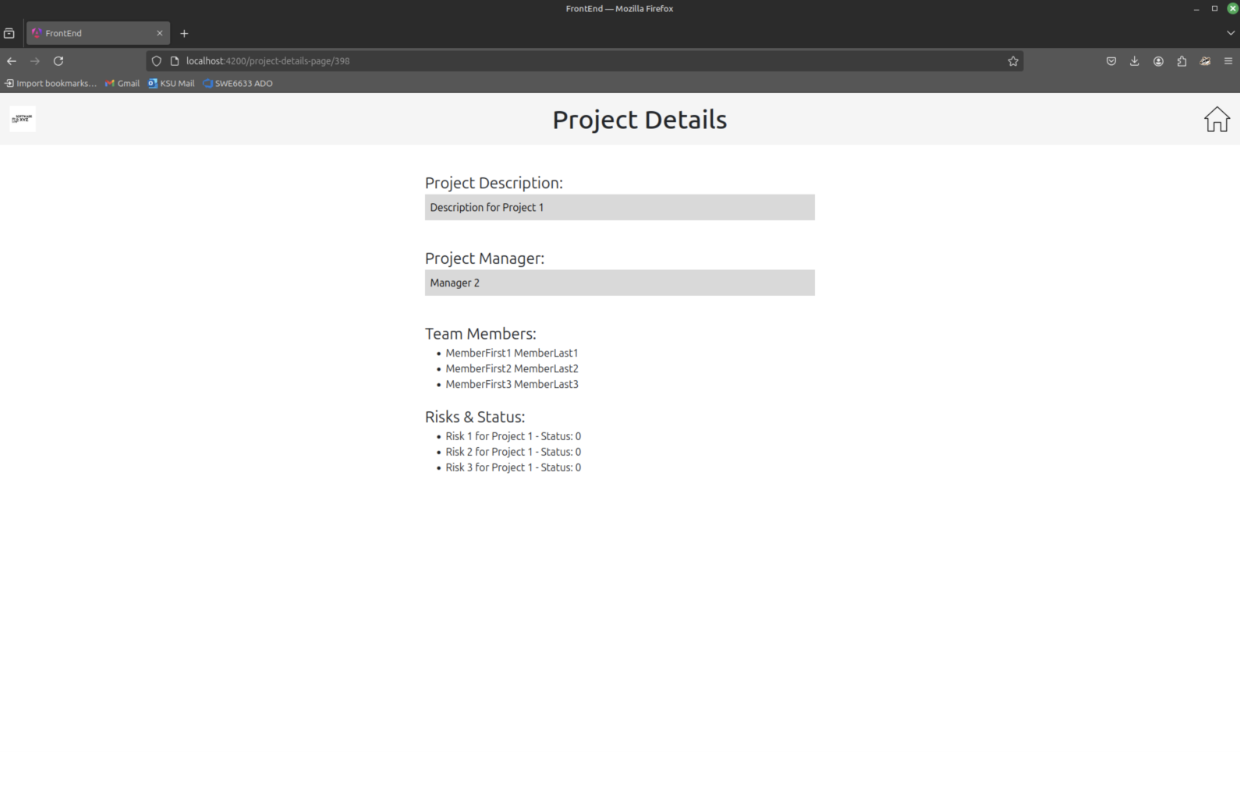 FrontEnd — Mozilla Firefox
FrontEnd
localhost:4200/project-details-page/398
Import bookmarks... Gmail KSU Mail SWE6633 ADO
Project Details
Project Description:
Description for Project 1
Project Manager:
Manager 2
Team Members:
• MemberFirst1 MemberLast1
• MemberFirst2 MemberLast2
• MemberFirst3 MemberLast3
Risks & Status:
• Risk 1 for Project 1 - Status: 0
• Risk 2 for Project 1 - Status: 0
• Risk 3 for Project 1 - Status: 0